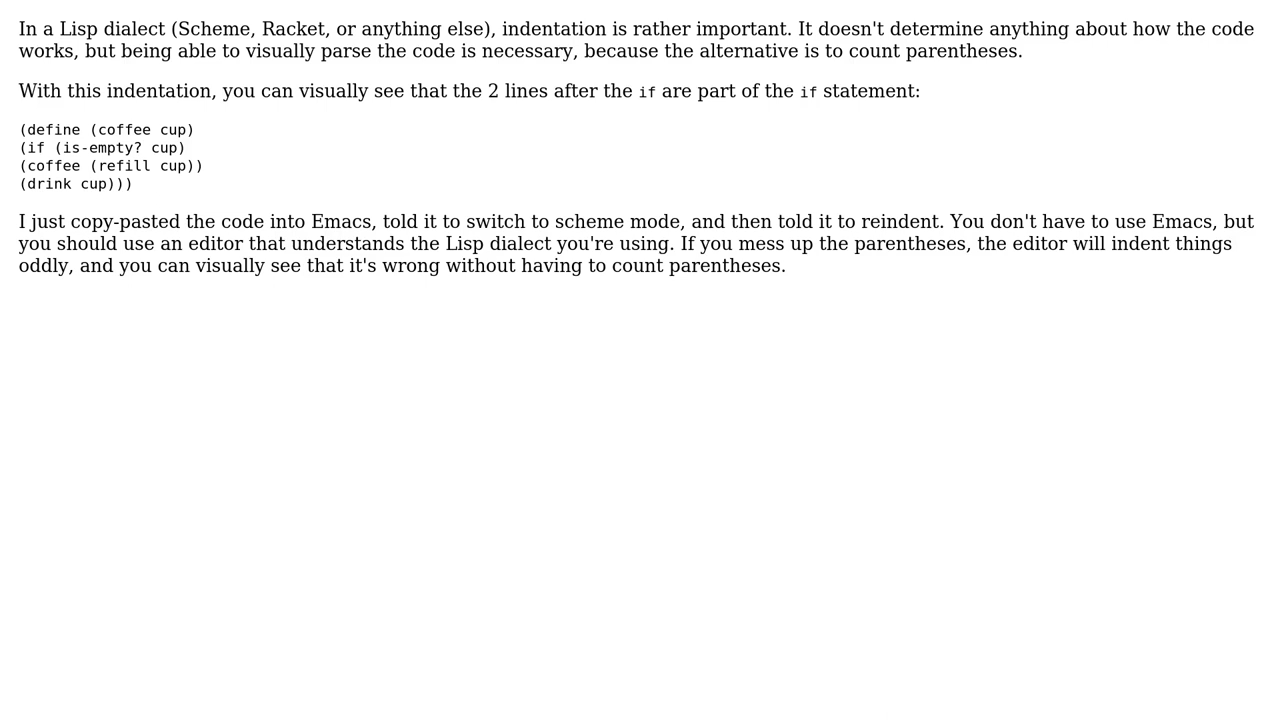 In a Lisp dialect (Scheme, Racket, or anything else), indentation is rather important. It doesn't determine anything about how the code
works, but being able to visually parse the code is necessary, because the alternative is to count parentheses.
With this indentation, you can visually see that the 2 lines after the if are part of the if statement:
(define (coffee cup)
(if (is-empty? cup)
(coffee (refill cup))
(drink cup)))
I just copy-pasted the code into Emacs, told it to switch to scheme mode, and then told it to reindent. You don't have to use Emacs, but
you should use an editor that understands the Lisp dialect you're using. If you mess up the parentheses, the editor will indent things
oddly, and you can visually see that it's wrong without having to count parentheses.